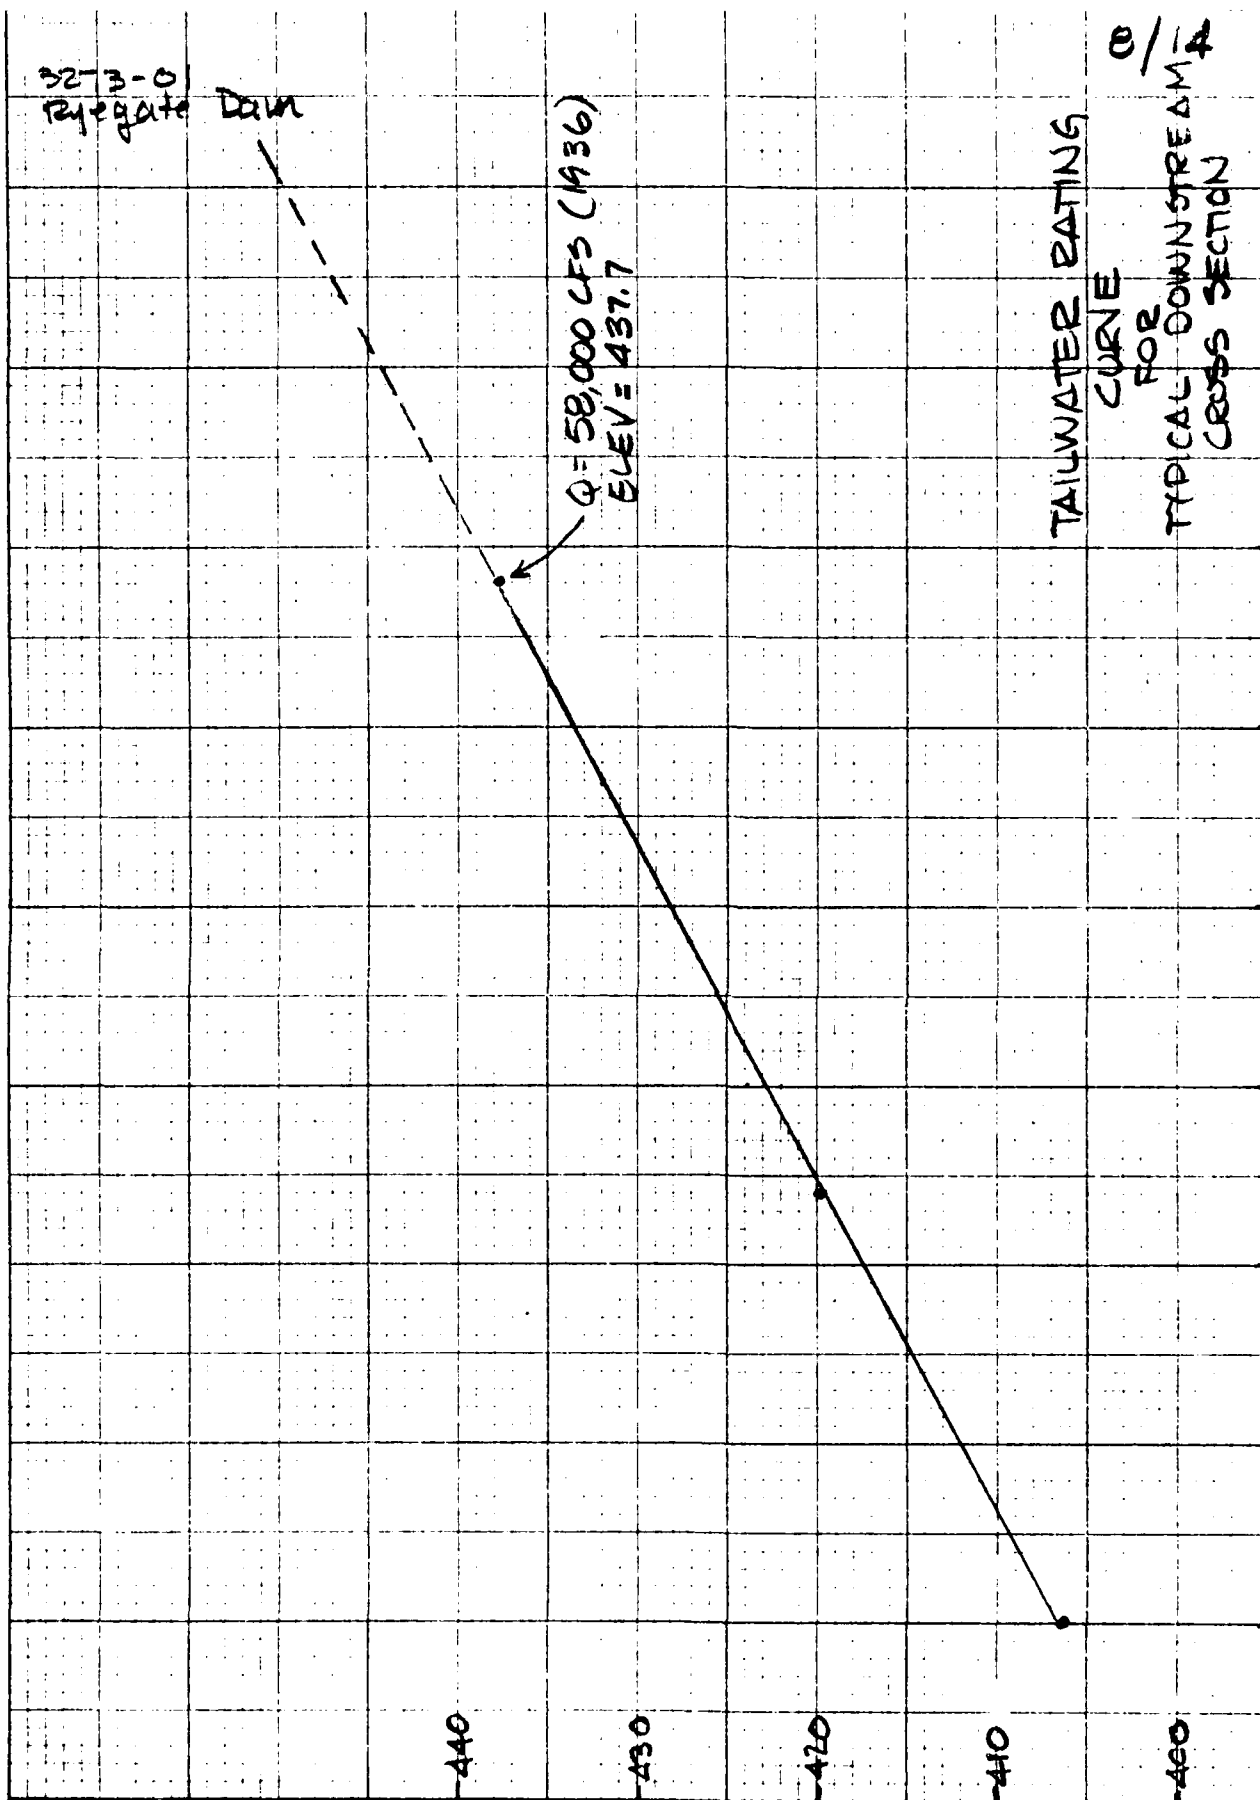 8/14
32-3-01
Ryegate Dam
Q = 58,000 CFS (1936)
ELEV = 437.7
TAILWATER RATING
CURVE
FOR
TYPICAL DOWNSTREAM
CROSS SECTION
440
430
420
410
400